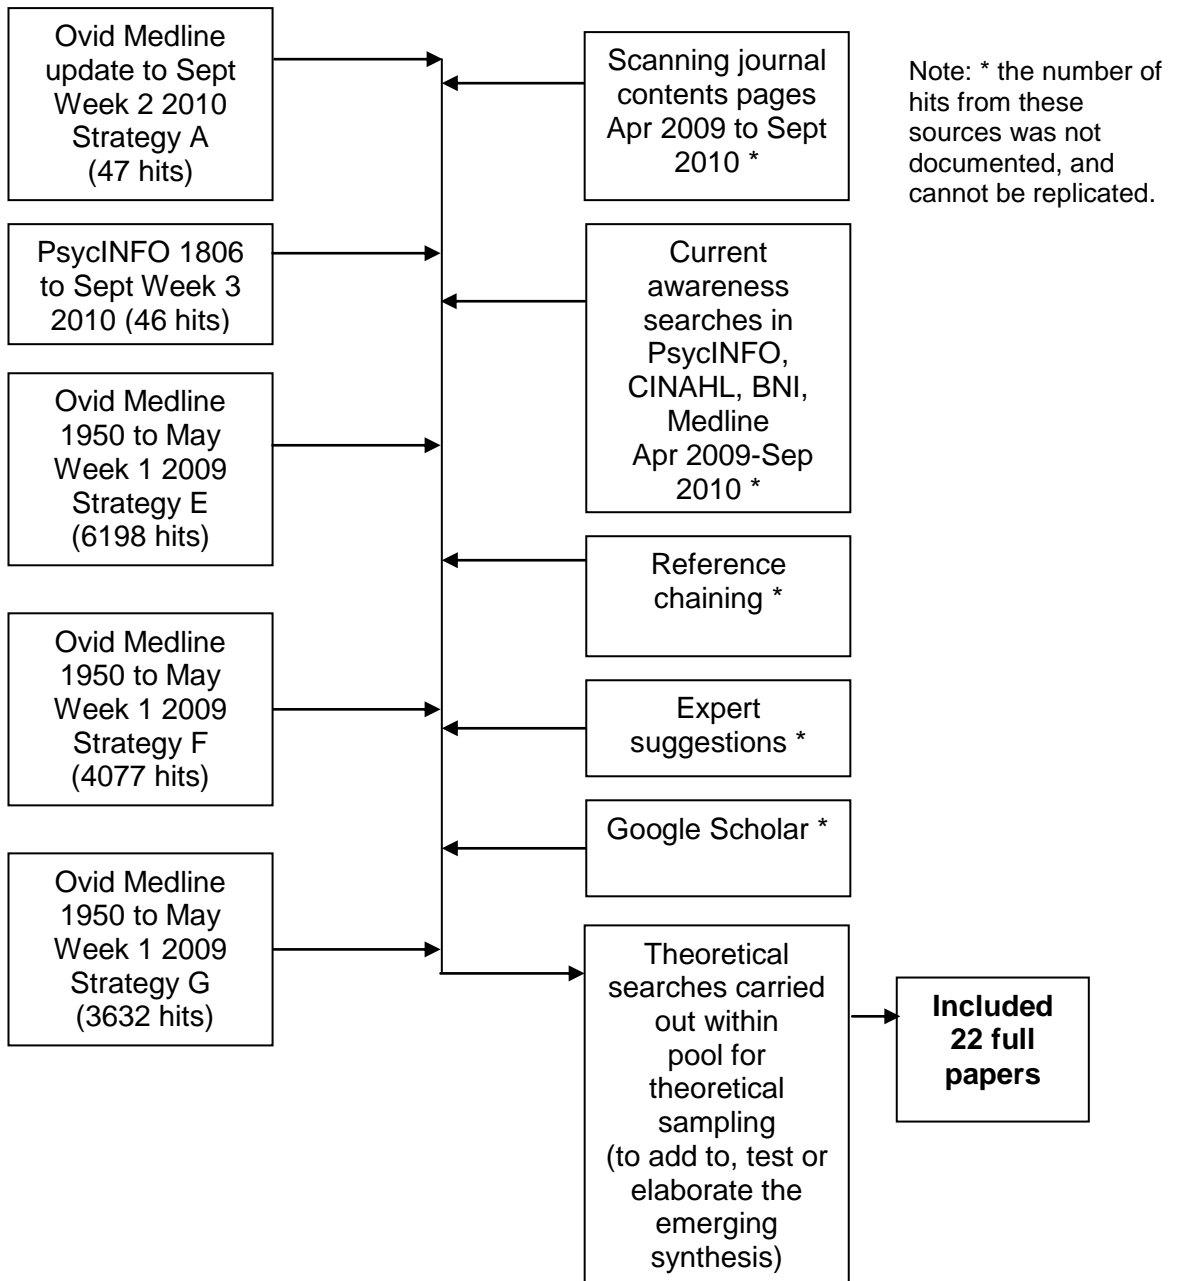 Ovid Medline
update to Sept
Week 2 2010
Strategy A
(47 hits)
PsycINFO 1806
to Sept Week 3
2010 (46 hits)
Ovid Medline
1950 to May
Week 1 2009
Strategy E
(6198 hits)
Ovid Medline
1950 to May
Week 1 2009
Strategy F
(4077 hits)
Ovid Medline
1950 to May
Week 1 2009
Strategy G
(3632 hits)
Scanning journal
contents pages
Apr 2009 to Sept
2010 *
Current
awareness
searches in
PsycINFO,
CINAHL, BNI,
Medline
Apr 2009-Sep
2010 *
Reference
chaining *
Expert
suggestions *
Google Scholar *
Theoretical
searches carried
out within
pool for
theoretical
sampling
(to add to, test or
elaborate the
emerging
synthesis)
Note: * the number of
hits from these
sources was not
documented, and
cannot be replicated.
Included
22 full
papers